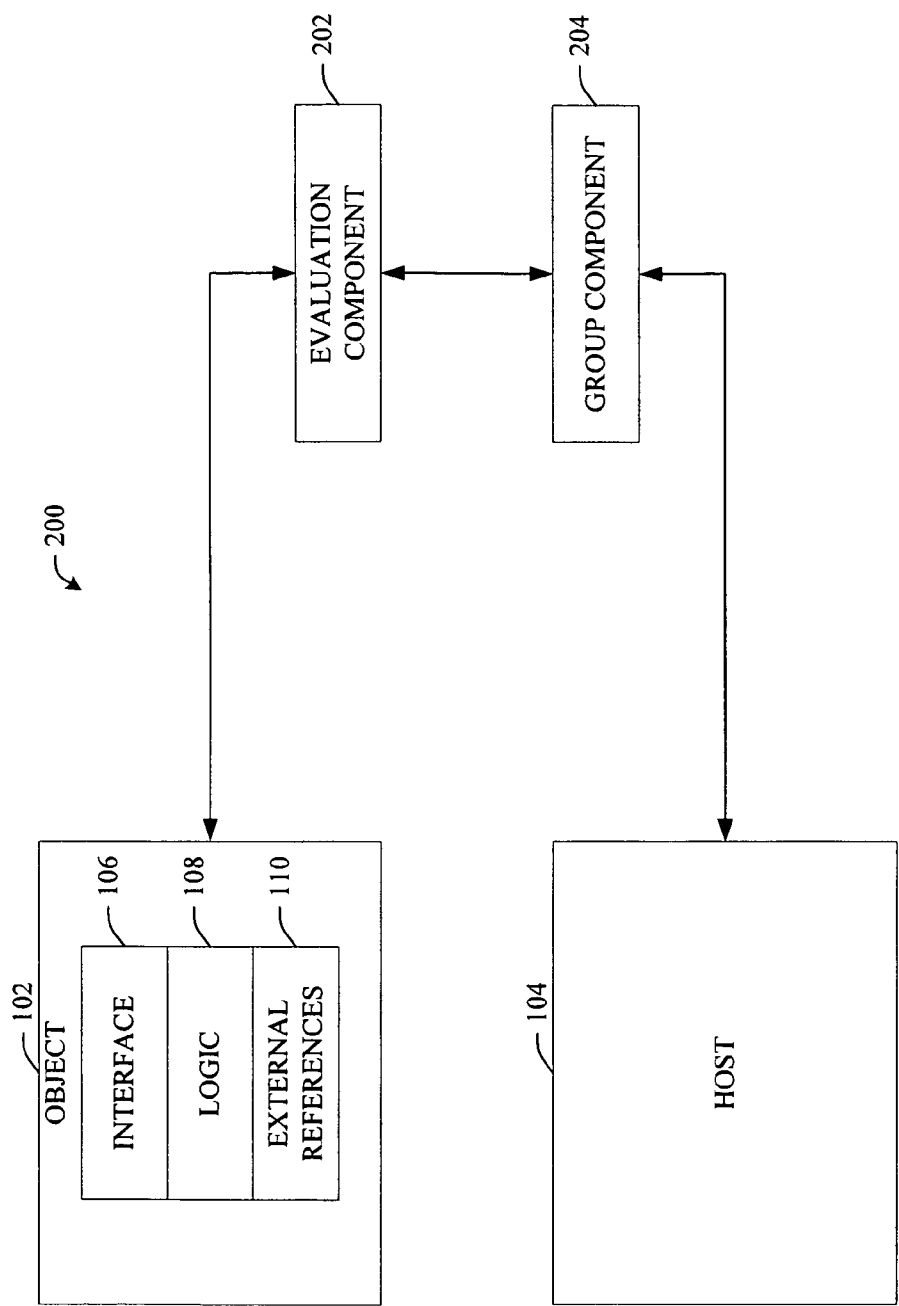 200
102
OBJECT
INTERFACE
106
LOGIC
108
EXTERNAL
REFERENCES
110
EVALUATION
COMPONENT
202
104
HOST
GROUP COMPONENT
204